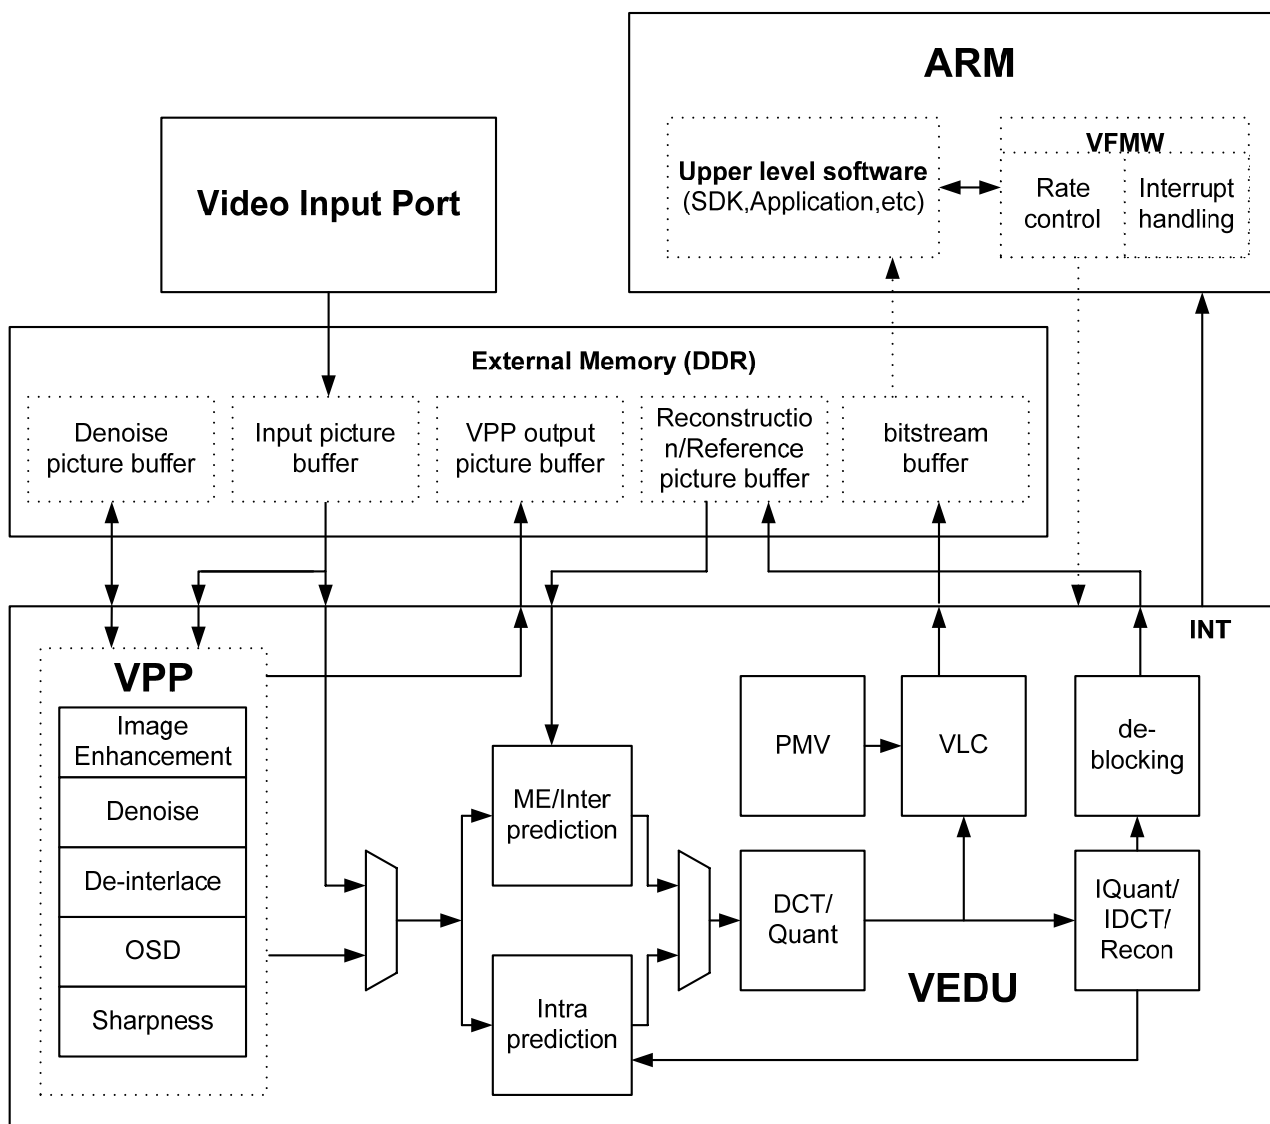 ARM
Upper level software
(SDK,Application,etc)
VFMW
Rate
control
Interrupt
handling
Video Input Port
External Memory (DDR)
Denoise
picture buffer
Input picture
buffer
VPP output
picture buffer
Reconstructio
n/Reference
picture buffer
bitstream
buffer
INT
VPP
Image
Enhancement
Denoise
De-interlace
OSD
Sharpness
ME/Inter
prediction
Intra
prediction
PMV
VLC
de-
blocking
DCT/
Quant
IQuant/
IDCT/
Recon
VEDU